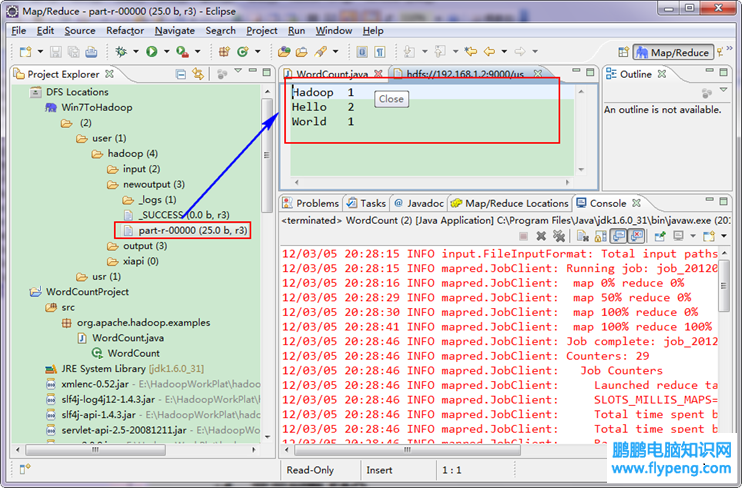 Map/Reduce - part-r-00000 (25.0 b, r3) - Eclipse
File Edit Source Refactor Navigate Search Project Run Window Help
Map/Reduce
Project Explorer
DFS Locations
Win7ToHadoop
(2)
user (1)
hadoop (4)
input (2)
newoutput (3)
_logs (1)
_SUCCESS (0.0 b, r3)
part-r-00000 (25.0 b, r3)
output (3)
xiapi (0)
usr (1)
WordCountProject
src
org.apache.hadoop.examples
WordCount.java
WordCount
JRE System Library [jdk1.6.0_31]
xmlenc-0.52.jar - E:\HadoopWorkPlat\hadoo
slf4j-log4j12-1.4.3.jar - E:\HadoopWorkPlat
slf4j-api-1.4.3.jar - E:\HadoopWorkPlat\had
servlet-api-2.5-20081211.jar - E:\HadoopWo
WordCount.java hdfs://192.168.1.2:9000/us
Hadoop 1
Hello 2
World 1
Close
Outline
An outline is not available.
Problems Tasks Javadoc Map/Reduce Locations Console
<terminated> WordCount (2) [Java Application] C:\Program Files\Java\jdk1.6.0_31\bin\javaw.exe (201
12/03/05 20:28:15 INFO input.FileInputFormat: Total input paths
12/03/05 20:28:15 INFO mapred.JobClient: Running job: job_20120
12/03/05 20:28:16 INFO mapred.JobClient: map 0% reduce 0%
12/03/05 20:28:29 INFO mapred.JobClient: map 50% reduce 0%
12/03/05 20:28:30 INFO mapred.JobClient: map 100% reduce 0%
12/03/05 20:28:41 INFO mapred.JobClient: map 100% reduce 100%
12/03/05 20:28:46 INFO mapred.JobClient: Job complete: job_2012
12/03/05 20:28:46 INFO mapred.JobClient: Counters: 29
12/03/05 20:28:46 INFO mapred.JobClient: Job Counters
12/03/05 20:28:46 INFO mapred.JobClient: Launched reduce ta
12/03/05 20:28:46 INFO mapred.JobClient: SLOTS_MILLIS_MAPS=
12/03/05 20:28:46 INFO mapred.JobClient: Total time spent b
12/03/05 20:28:46 INFO mapred.JobClient: Total time spent b
12/03/05 20:28:46 INFO mapred.JobClient:
Read-Only Insert 1 : 1
鹏鹏电脑知识网
www.flypeng.com